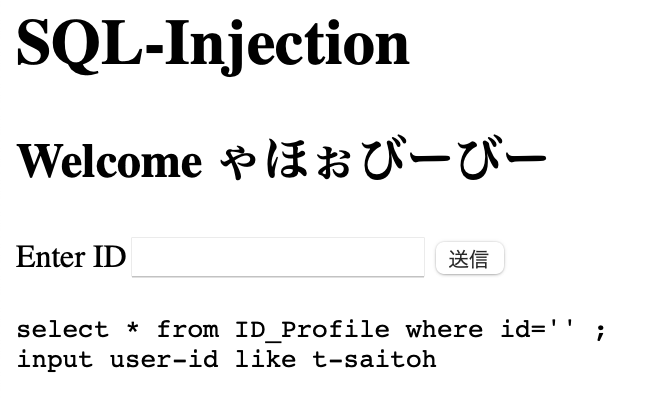 SQL-Injection
Welcome ゃほぉびーびー
Enter ID 送信
select * from ID_Profile where id='' ;
input user-id like t-saitoh